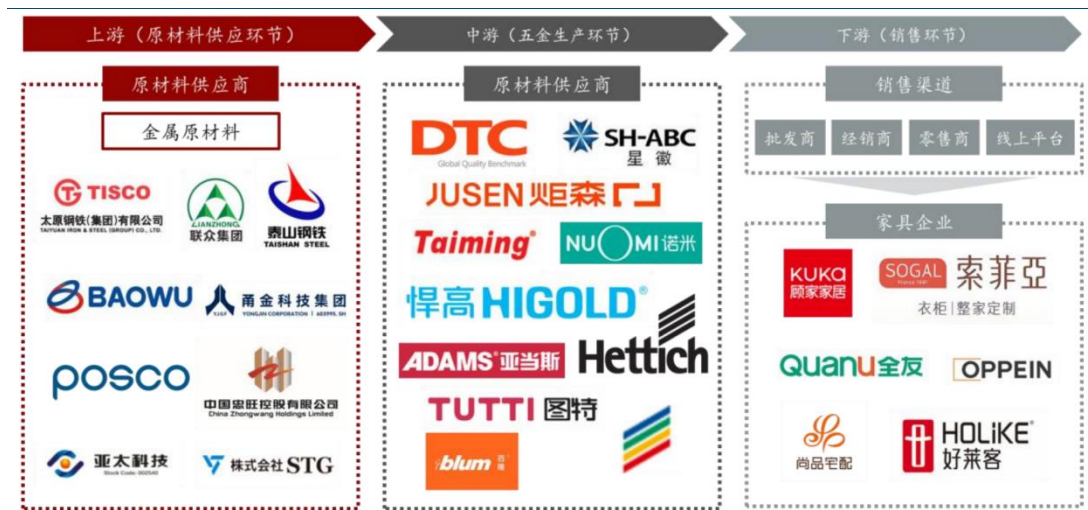 上游（原材料供应环节）
中游（五金生产环节）
下游（销售环节）
原材料供应商
金属原材料
TISCO
太原钢铁(集团)有限公司
TAIYUAN IRON & STEEL (GROUP) CO., LTD.
LIANZHONG
联众集团
泰山钢铁
TAISHAN STEEL
BAOWU
YJGF
甬金科技集团
YONGJIN CORPORATION | 603995.SH
posco
中国忠旺控股有限公司
China Zhongwang Holdings Limited
亚太科技
Stock Code: 002540
株式会社 STG
原材料供应商
DTC
Global Quality Benchmark
SH-ABC
星徽
JUSEN 炬森
Taiming®
NUOMI 诺米
悍高 HIGOLD®
ADAMS® 亚当斯
Hettich
TUTTI 图特
blum
销售渠道
批发商
经销商
零售商
线上平台
家具企业
KUKa
顾家家居
SOGAL
索菲亞
衣柜|整家定制
QuanU 全友
OPPEIN
尚品宅配
HOLiKE®
好莱客